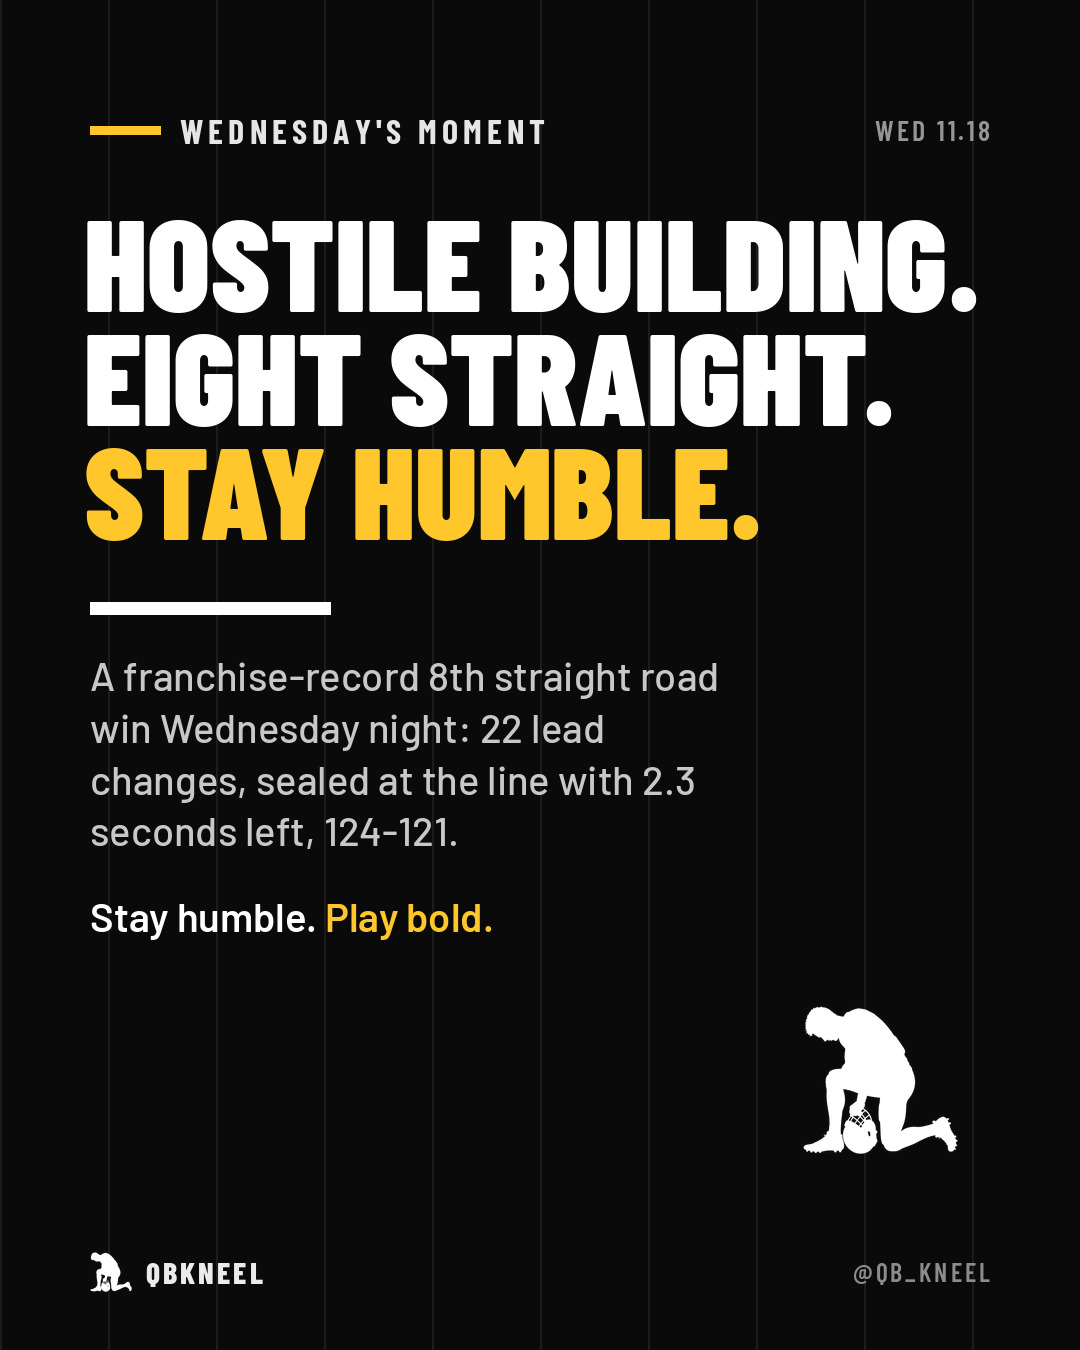 WEDNESDAY'S MOMENT
WED 11.18
HOSTILE BUILDING.
EIGHT STRAIGHT.
STAY HUMBLE.
A franchise-record 8th straight road
win Wednesday night: 22 lead
changes, sealed at the line with 2.3
seconds left, 124-121.
Stay humble. Play bold.
QBKNEEL
@QB_KNEEL